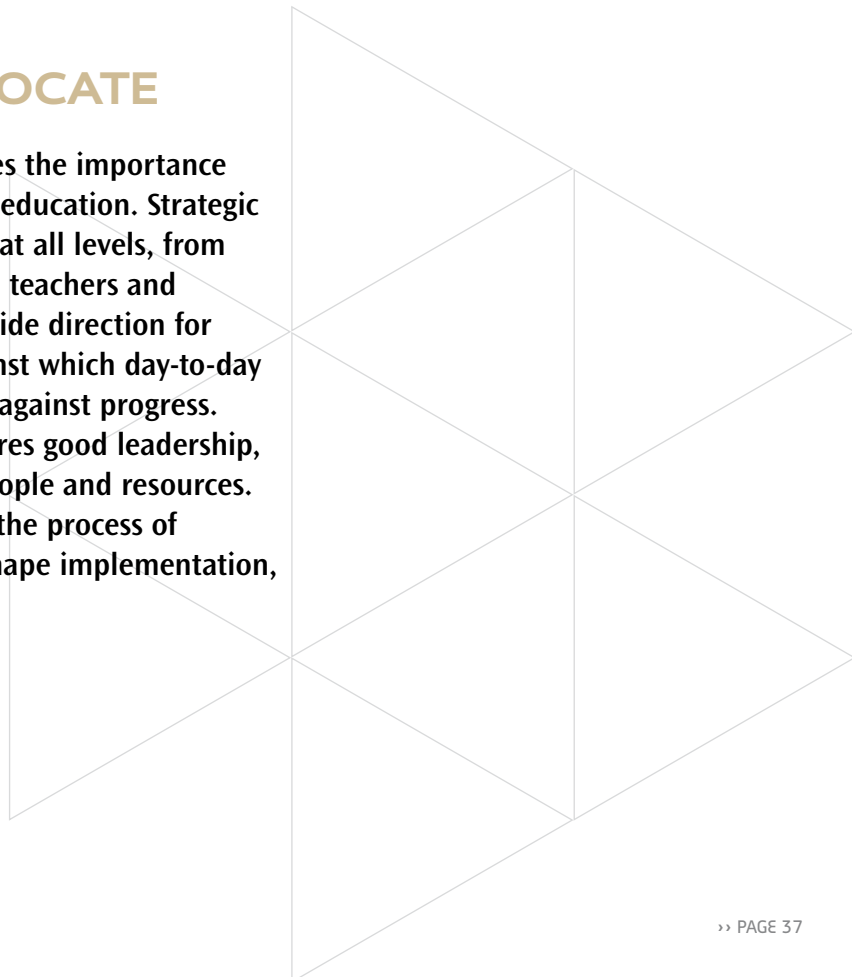 OCATE
es the importance
education. Strategic
at all levels, from
teachers and
ide direction for
nst which day-to-day
against progress.
res good leadership,
ople and resources.
the process of
hape implementation,
›› PAGE 37